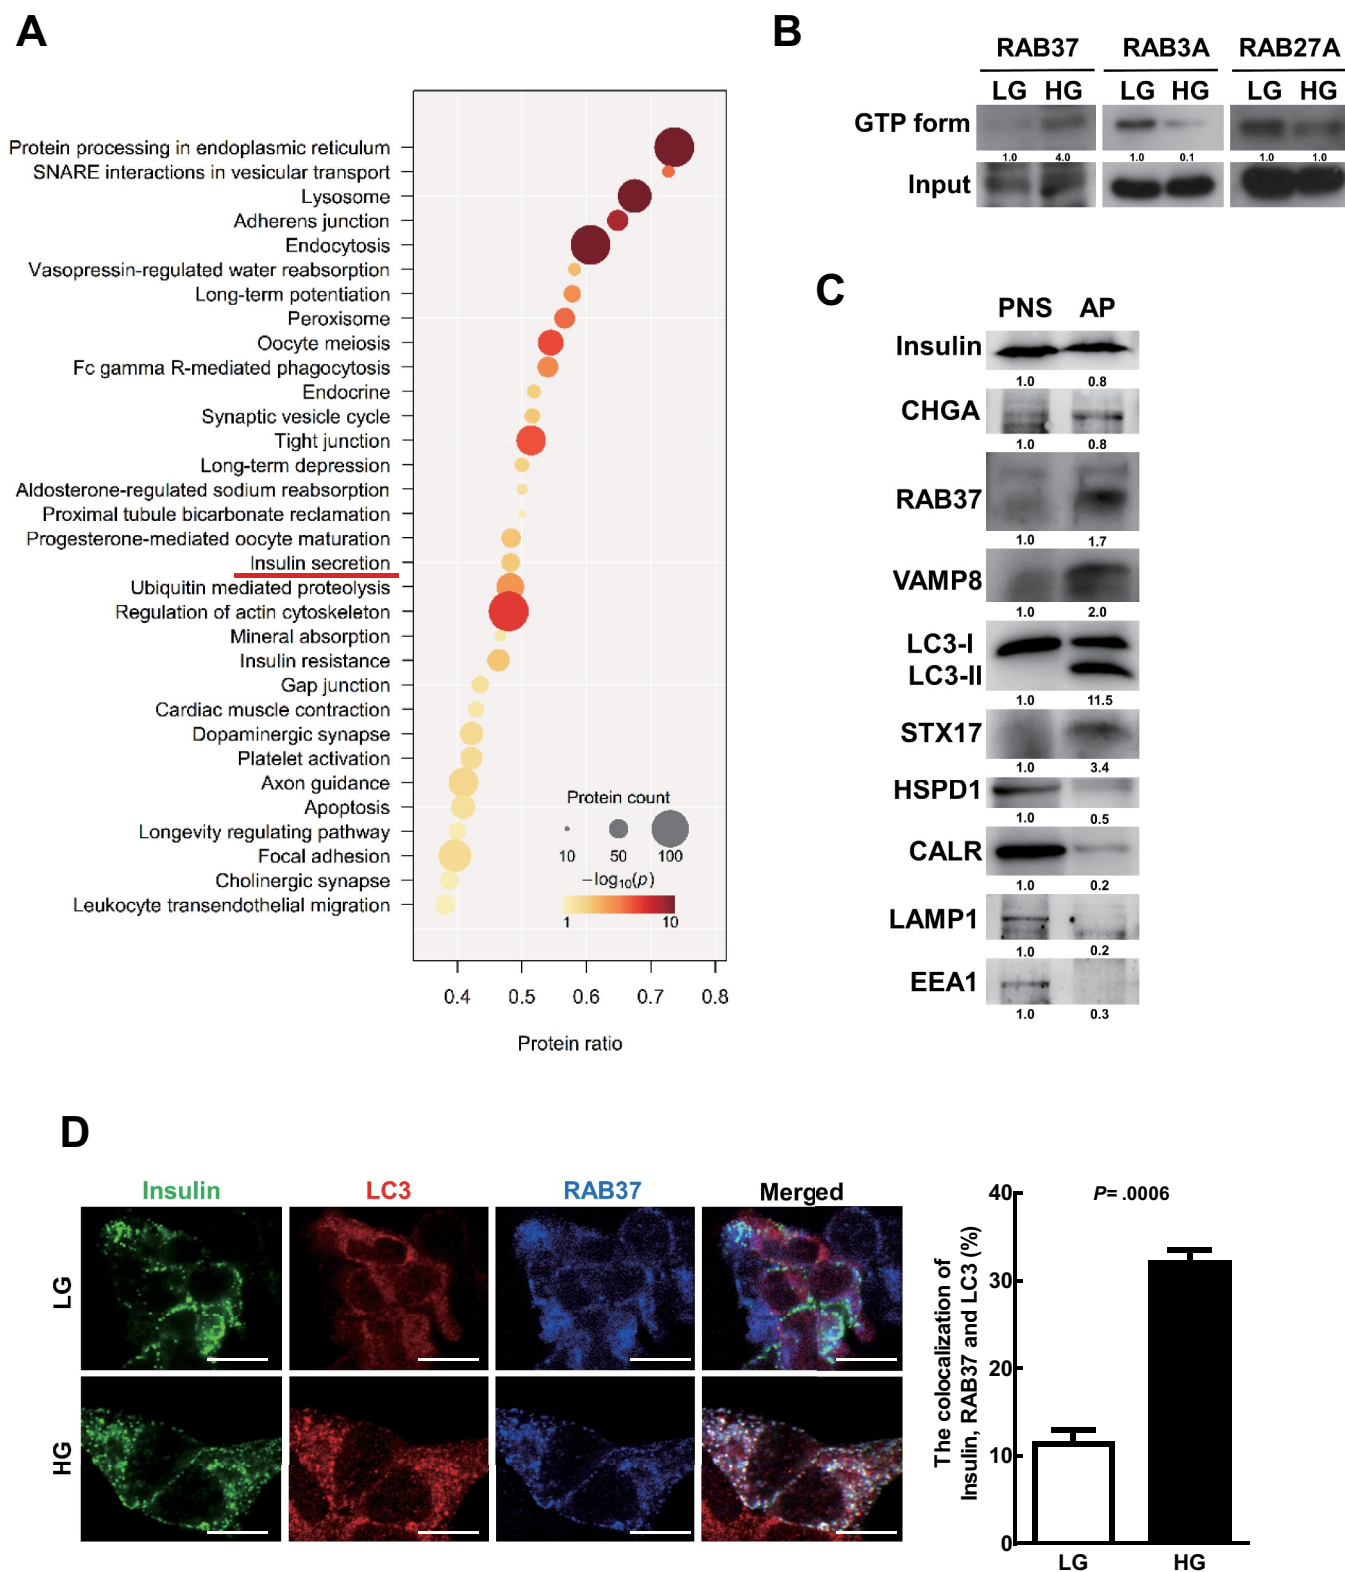 A
Protein processing in endoplasmic reticulum
SNARE interactions in vesicular transport
Lysosome
Adherens junction
Endocytosis
Vasopressin-regulated water reabsorption
Long-term potentiation
Peroxisome
Oocyte meiosis
Fc gamma R-mediated phagocytosis
Endocrine
Synaptic vesicle cycle
Tight junction
Long-term depression
Aldosterone-regulated sodium reabsorption
Proximal tubule bicarbonate reclamation
Progesterone-mediated oocyte maturation
Insulin secretion
Ubiquitin mediated proteolysis
Regulation of actin cytoskeleton
Mineral absorption
Insulin resistance
Gap junction
Cardiac muscle contraction
Dopaminergic synapse
Platelet activation
Axon guidance
Apoptosis
Longevity regulating pathway
Focal adhesion
Cholinergic synapse
Leukocyte transendothelial migration
Protein count
10 50 100
−log10(p)
1 10
0.4 0.5 0.6 0.7 0.8
Protein ratio
B
RAB37 RAB3A RAB27A
LG HG LG HG LG HG
GTP form
1.0 4.0 1.0 0.1 1.0 1.0
Input
C
PNS AP
Insulin
1.0 0.8
CHGA
1.0 0.8
RAB37
1.0 1.7
VAMP8
1.0 2.0
LC3-I
LC3-II
1.0 11.5
STX17
1.0 3.4
HSPD1
1.0 0.5
CALR
1.0 0.2
LAMP1
1.0 0.2
EEA1
1.0 0.3
D
Insulin LC3 RAB37 Merged
LG
HG
The colocalization of
Insulin, RAB37 and LC3 (%)
P= .0006
40
30
20
10
0
LG HG